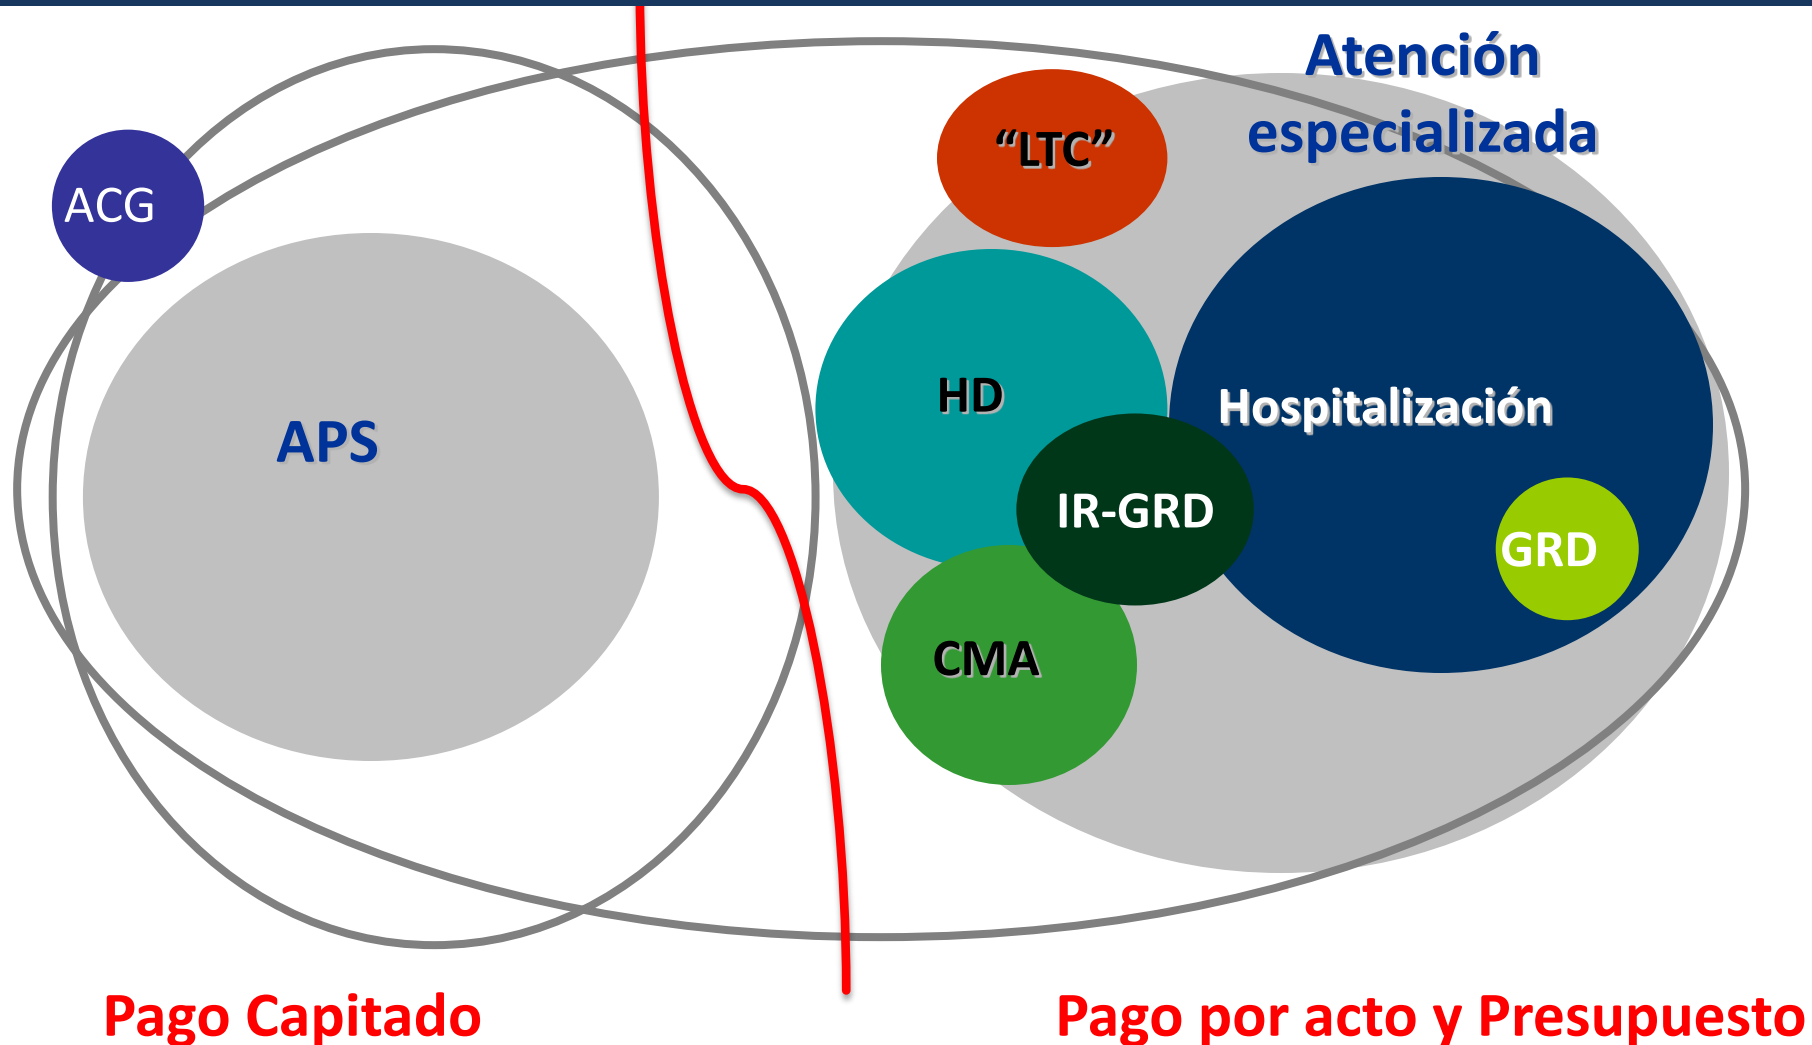 Atención
especializada
“LTC”
ACG
HD
Hospitalización
APS
IR-GRD
GRD
CMA
Pago Capitado
Pago por acto y Presupuesto